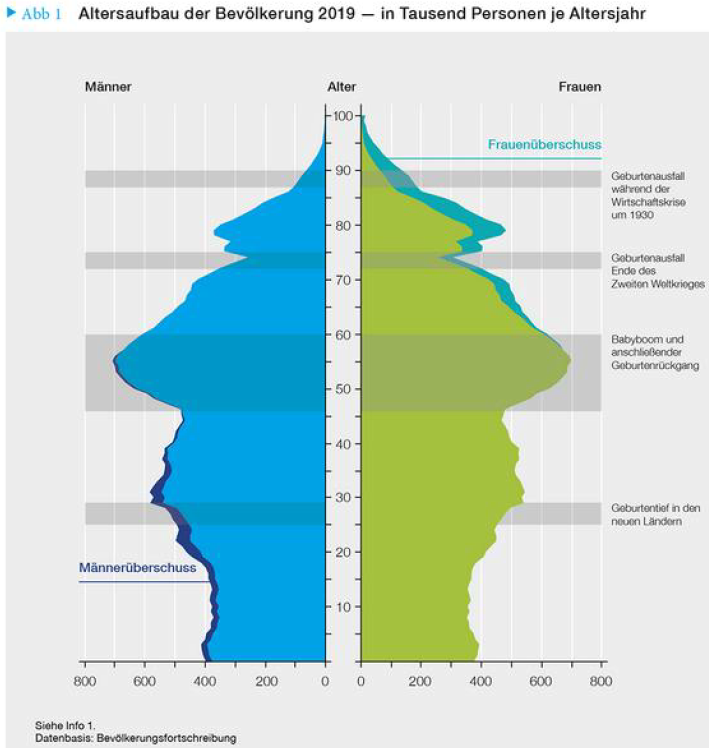 ▶ Abb 1 Altersaufbau der Bevölkerung 2019 — in Tausend Personen je Altersjahr
Männer Alter Frauen
100
Frauenüberschuss
90
Geburtenausfall
während der
Wirtschaftskrise
um 1930
80
Geburtenausfall
Ende des
Zweiten Weltkrieges
70
60
Babyboom und
anschließender
Geburtenrückgang
50
40
30
Geburtentief in den
neuen Ländern
20
Männerüberschuss
10
800 600 400 200 0 0 200 400 600 800
Siehe Info 1.
Datenbasis: Bevölkerungsfortschreibung